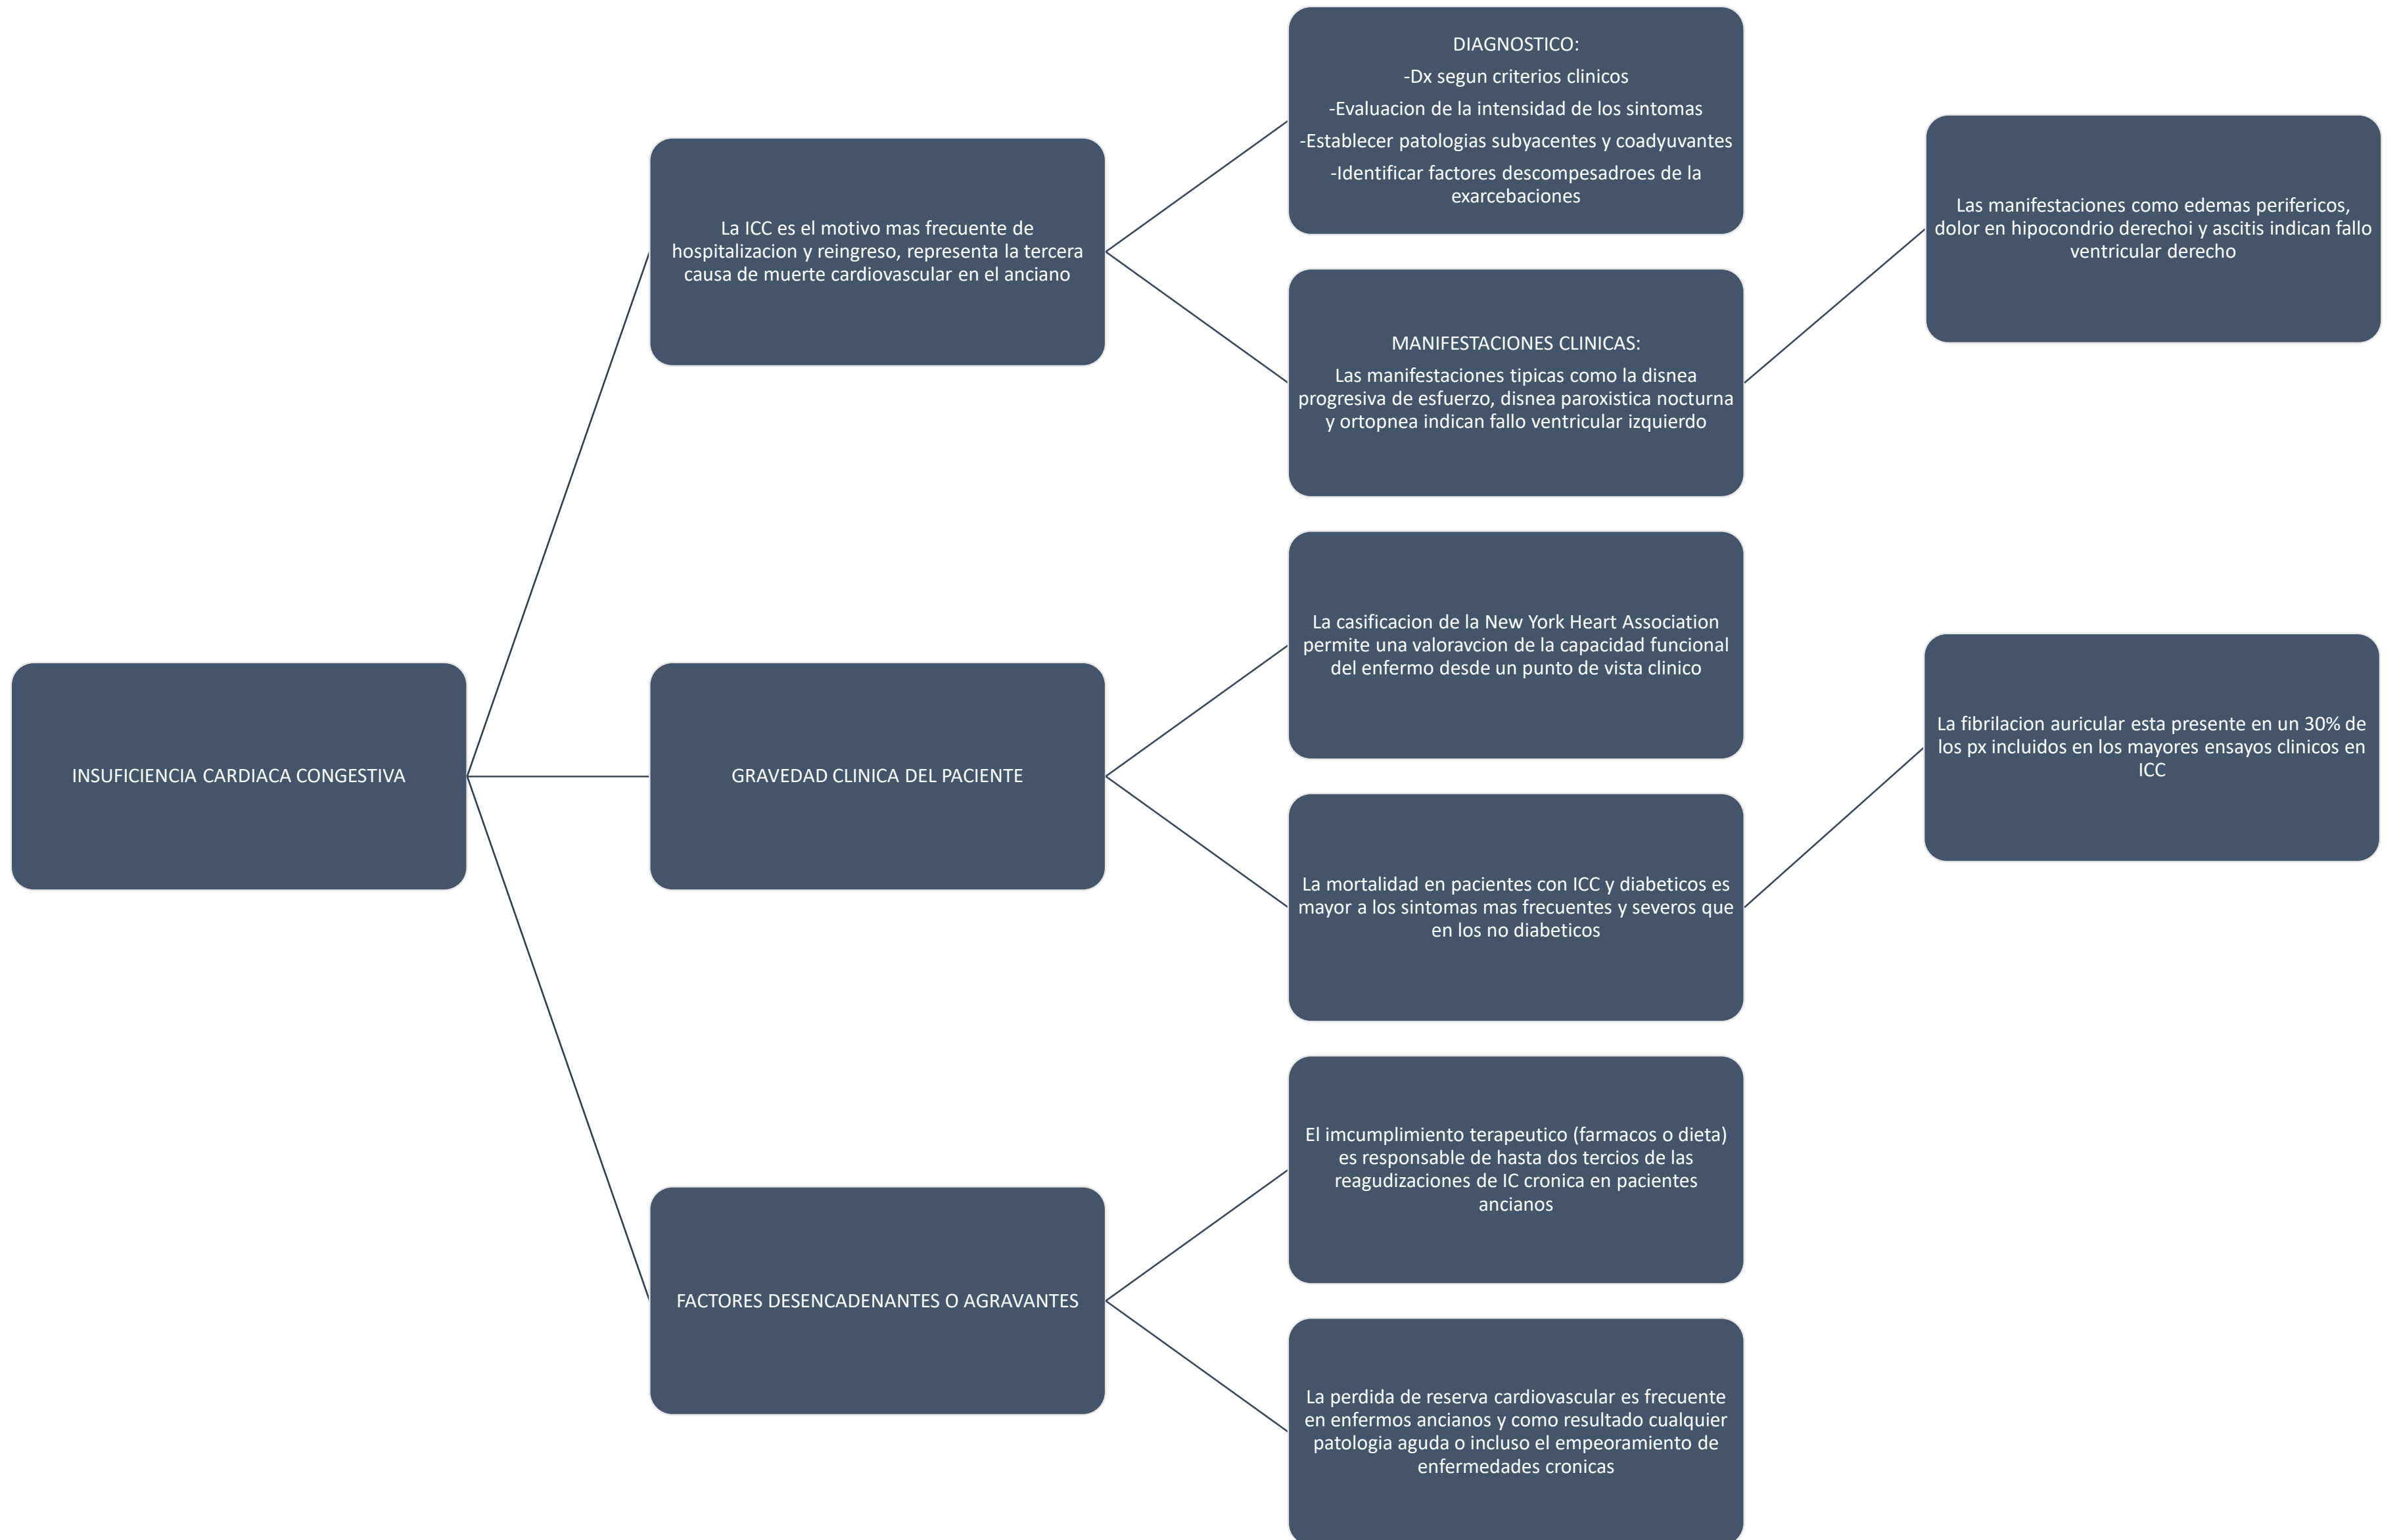 INSUFICIENCIA CARDIACA CONGESTIVA
La ICC es el motivo mas frecuente de
hospitalizacion y reingreso, representa la tercera
causa de muerte cardiovascular en el anciano
DIAGNOSTICO:
-Dx segun criterios clinicos
-Evaluacion de la intensidad de los sintomas
-Establecer patologias subyacentes y coadyuvantes
-Identificar factores descompesadroes de la
exarcebaciones
MANIFESTACIONES CLINICAS:
Las manifestaciones tipicas como la disnea
progresiva de esfuerzo, disnea paroxistica nocturna
y ortopnea indican fallo ventricular izquierdo
Las manifestaciones como edemas perifericos,
dolor en hipocondrio derechoi y ascitis indican fallo
ventricular derecho
GRAVEDAD CLINICA DEL PACIENTE
La casificacion de la New York Heart Association
permite una valoravcion de la capacidad funcional
del enfermo desde un punto de vista clinico
La mortalidad en pacientes con ICC y diabeticos es
mayor a los sintomas mas frecuentes y severos que
en los no diabeticos
La fibrilacion auricular esta presente en un 30% de
los px incluidos en los mayores ensayos clinicos en
ICC
FACTORES DESENCADENANTES O AGRAVANTES
El imcumplimiento terapeutico (farmacos o dieta)
es responsable de hasta dos tercios de las
reagudizaciones de IC cronica en pacientes
ancianos
La perdida de reserva cardiovascular es frecuente
en enfermos ancianos y como resultado cualquier
patologia aguda o incluso el empeoramiento de
enfermedades cronicas